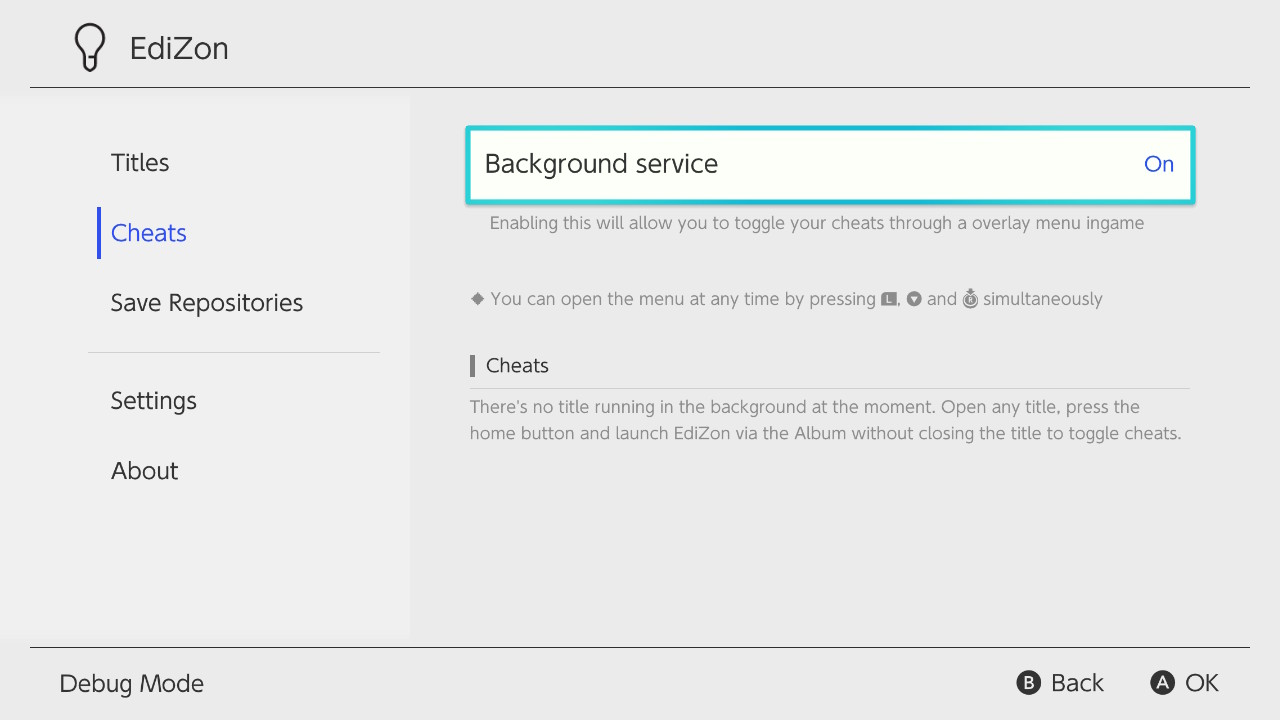 EdiZon
Titles
Cheats
Save Repositories
Settings
About
Background service On
Enabling this will allow you to toggle your cheats through a overlay menu ingame
◆ You can open the menu at any time by pressing L, ▼ and R simultaneously
Cheats
There's no title running in the background at the moment. Open any title, press the
home button and launch EdiZon via the Album without closing the title to toggle cheats.
Debug Mode
B Back
A OK